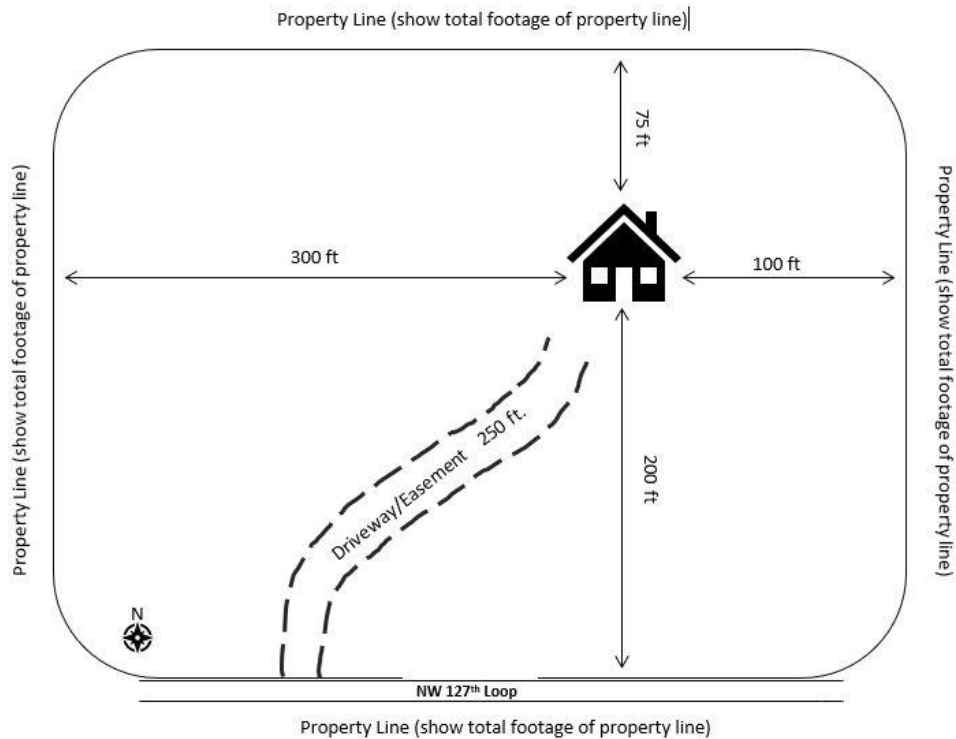 Property Line (show total footage of property line)
75 ft
Property Line (show total footage of property line)
300 ft
100 ft
Property Line (show total footage of property line)
Driveway/Easement 250 ft.
200 ft
N
NW 127th Loop
Property Line (show total footage of property line)